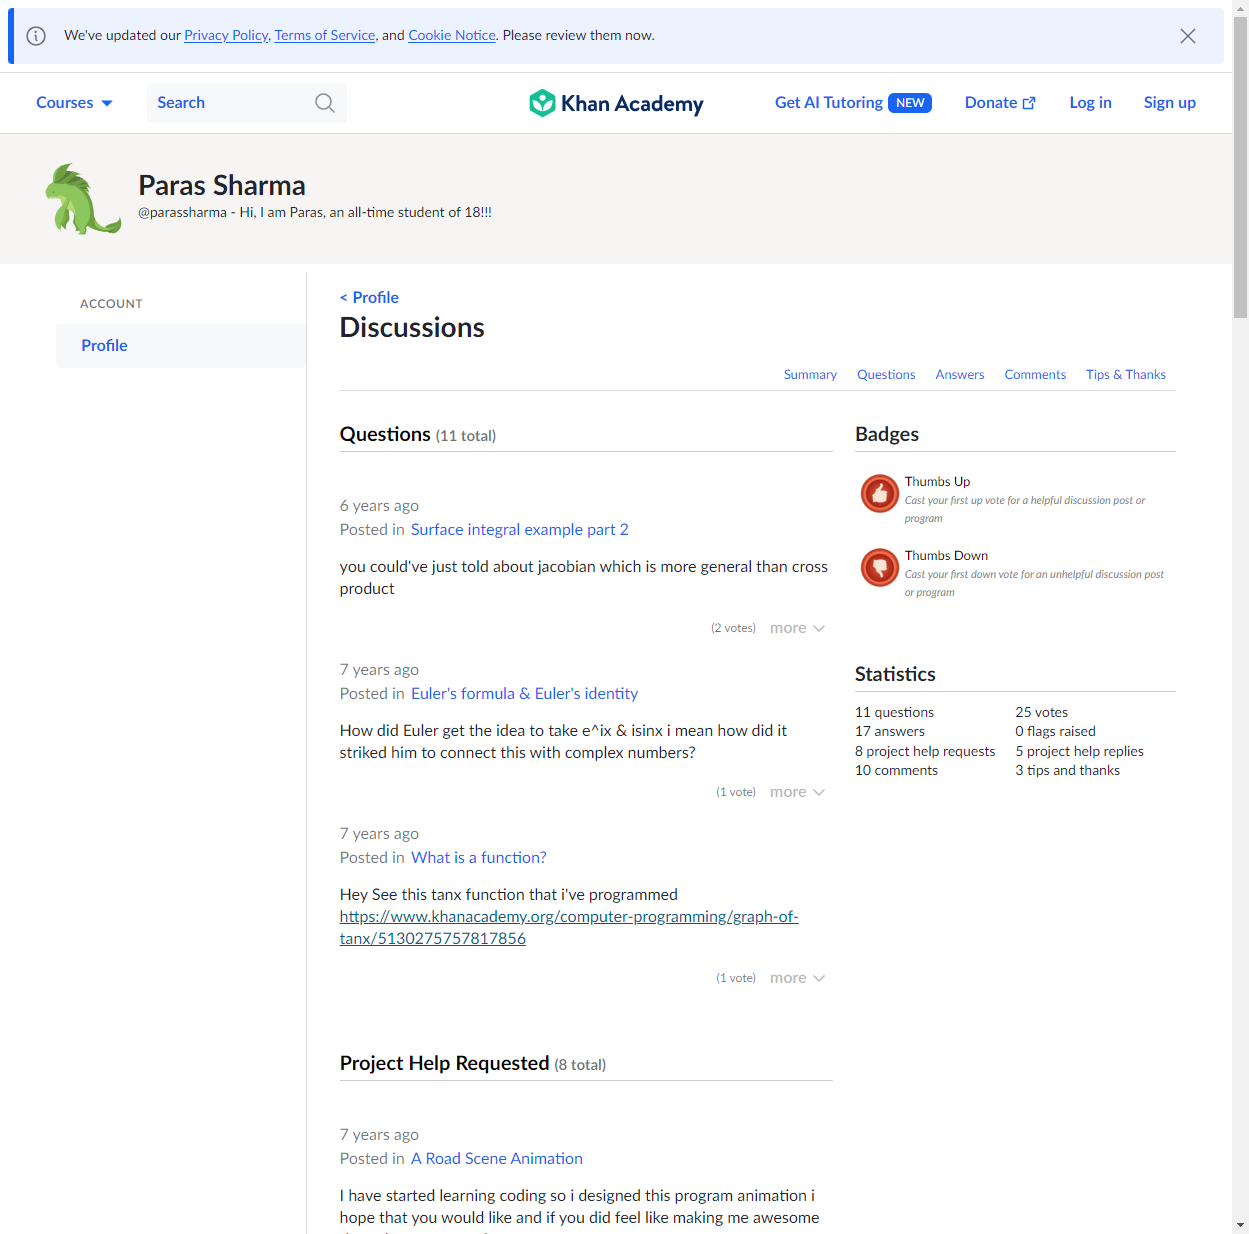 We've updated our Privacy Policy, Terms of Service, and Cookie Notice. Please review them now.
Courses
Search
Khan Academy
Get AI Tutoring NEW
Donate
Log in
Sign up
Paras Sharma
@parassharma - Hi, I am Paras, an all-time student of 18!!!
ACCOUNT
Profile
< Profile
Discussions
Summary
Questions
Answers
Comments
Tips & Thanks
Questions (11 total)
6 years ago
Posted in Surface integral example part 2
you could've just told about jacobian which is more general than cross
product
(2 votes) more
7 years ago
Posted in Euler's formula & Euler's identity
How did Euler get the idea to take e^ix & isinx i mean how did it
striked him to connect this with complex numbers?
(1 vote) more
7 years ago
Posted in What is a function?
Hey See this tanx function that i've programmed
https://www.khanacademy.org/computer-programming/graph-of-
tanx/5130275757817856
(1 vote) more
Project Help Requested (8 total)
7 years ago
Posted in A Road Scene Animation
I have started learning coding so i designed this program animation i
hope that you would like and if you did feel like making me awesome
Badges
Thumbs Up
Cast your first up vote for a helpful discussion post or
program
Thumbs Down
Cast your first down vote for an unhelpful discussion post
or program
Statistics
11 questions
25 votes
17 answers
0 flags raised
8 project help requests
5 project help replies
10 comments
3 tips and thanks